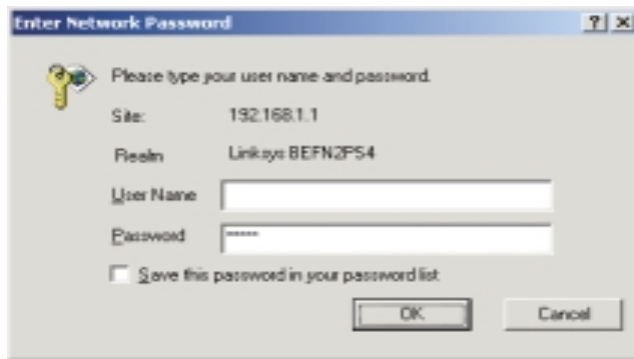 Enter Network Password
Please type your user name and password.
Site: 192.168.1.1
Realm Linksys BEFN2PS4
User Name
Password *****
Save this password in your password list
OK Cancel